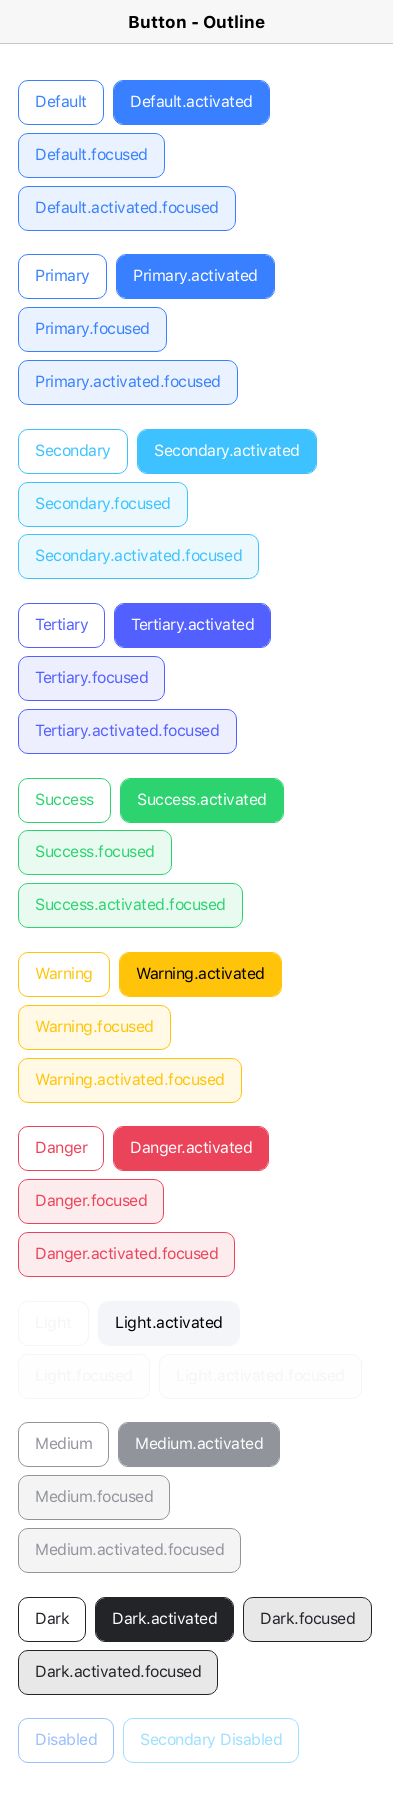 Button - Outline
Default Default.activated
Default.focused
Default.activated.focused
Primary Primary.activated
Primary.focused
Primary.activated.focused
Secondary Secondary.activated
Secondary.focused
Secondary.activated.focused
Tertiary Tertiary.activated
Tertiary.focused
Tertiary.activated.focused
Success Success.activated
Success.focused
Success.activated.focused
Warning Warning.activated
Warning.focused
Warning.activated.focused
Danger Danger.activated
Danger.focused
Danger.activated.focused
Light Light.activated
Light.focused Light.activated.focused
Medium Medium.activated
Medium.focused
Medium.activated.focused
Dark Dark.activated Dark.focused
Dark.activated.focused
Disabled Secondary Disabled